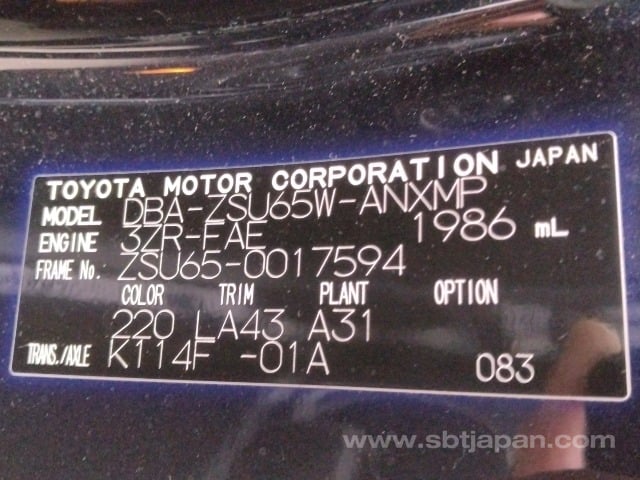 TOYOTA MOTOR CORPORATION JAPAN
MODEL DBA-ZSU65W-ANXMP
ENGINE 3ZR-FAE 1986 mL
FRAME No. ZSU65-0017594
COLOR TRIM PLANT OPTION
220 LA43 A31
TRANS./AXLE K114F -01A 083
www.sbtjapan.com